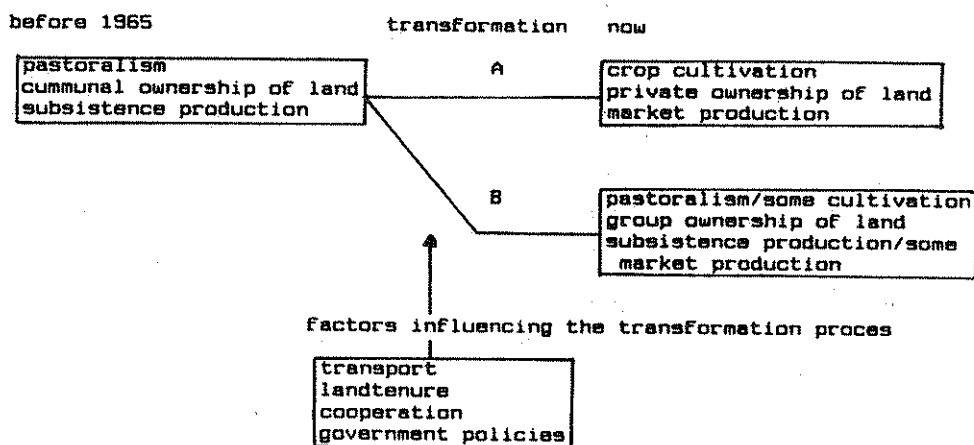 before 1965 transformation now
pastoralism
cummunal ownership of land
subsistence production
A
crop cultivation
private ownership of land
market production
B
pastoralism/some cultivation
group ownership of land
subsistence production/some
market production
factors influencing the transformation proces
transport
landtenure
cooperation
government policies